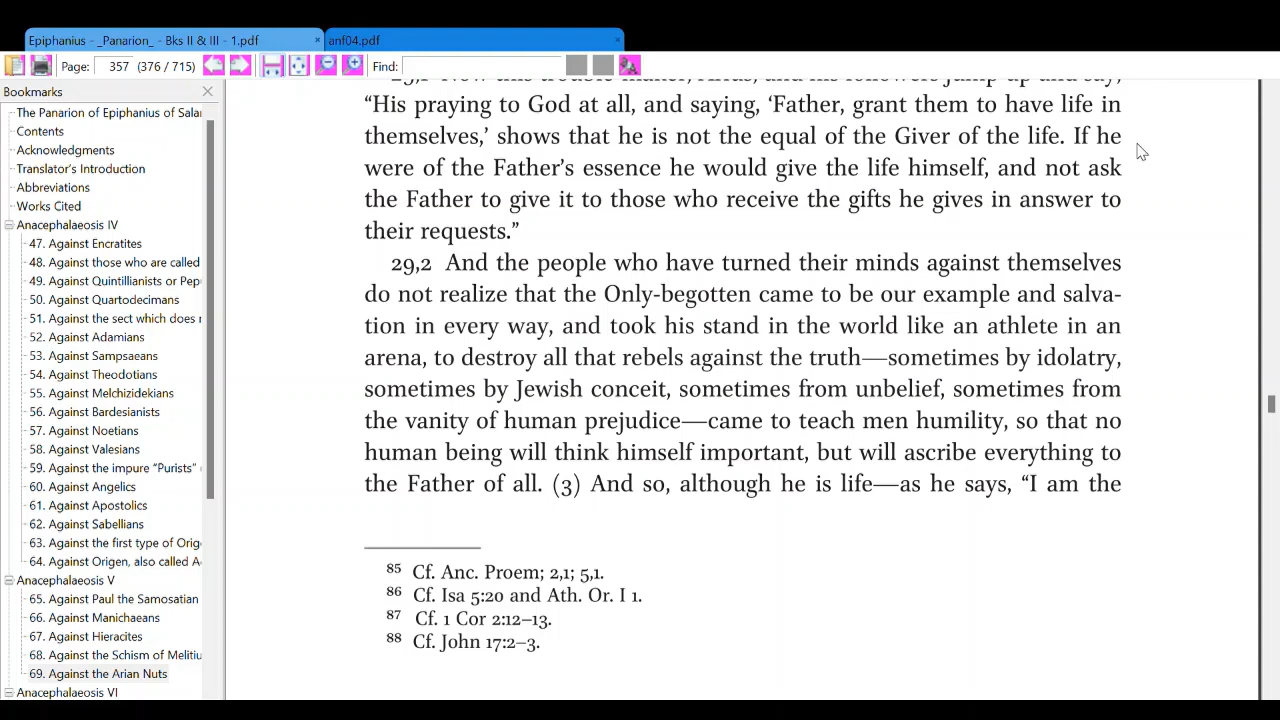 Epiphanius - _Panarion_ - Bks II & III - 1.pdf
anf04.pdf
Page: 357 (376 / 715) Find:
Bookmarks
The Panarion of Epiphanius of Salar
Contents
Acknowledgments
Translator's Introduction
Abbreviations
Works Cited
Anacephalaeosis IV
47. Against Encratites
48. Against those who are called
49. Against Quintillianists or Pep
50. Against Quartodecimans
51. Against the sect which does r
52. Against Adamians
53. Against Sampsaeans
54. Against Theodotians
55. Against Melchizidekians
56. Against Bardesianists
57. Against Noetians
58. Against Valesians
59. Against the impure “Purists” (
60. Against Angelics
61. Against Apostolics
62. Against Sabellians
63. Against the first type of Orig
64. Against Origen, also called A
Anacephalaeosis V
65. Against Paul the Samosatian
66. Against Manichaeans
67. Against Hieracites
68. Against the Schism of Melitiu
69. Against the Arian Nuts
Anacephalaeosis VI
“His praying to God at all, and saying, ‘Father, grant them to have life in
themselves,’ shows that he is not the equal of the Giver of the life. If he
were of the Father’s essence he would give the life himself, and not ask
the Father to give it to those who receive the gifts he gives in answer to
their requests.”
29,2 And the people who have turned their minds against themselves
do not realize that the Only-begotten came to be our example and salva-
tion in every way, and took his stand in the world like an athlete in an
arena, to destroy all that rebels against the truth—sometimes by idolatry,
sometimes by Jewish conceit, sometimes from unbelief, sometimes from
the vanity of human prejudice—came to teach men humility, so that no
human being will think himself important, but will ascribe everything to
the Father of all. (3) And so, although he is life—as he says, “I am the
85 Cf. Anc. Proem; 2,1; 5,1.
86 Cf. Isa 5:20 and Ath. Or. I 1.
87 Cf. 1 Cor 2:12–13.
88 Cf. John 17:2–3.